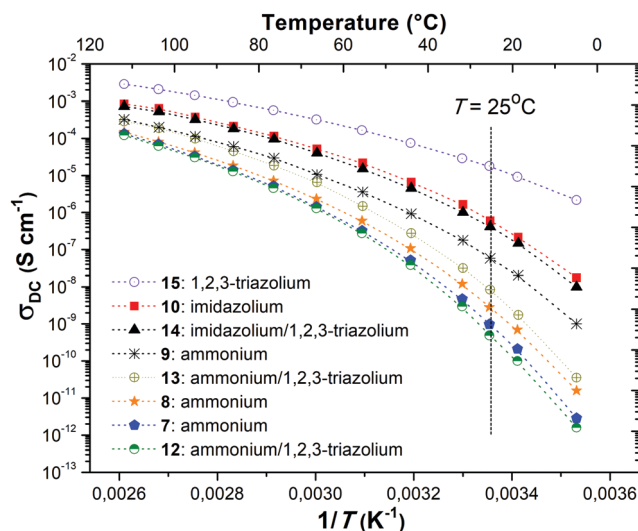 Temperature (°C)
120 100 80 60 40 20 0
10⁻²
10⁻³
10⁻⁴
10⁻⁵
10⁻⁶
10⁻⁷
10⁻⁸
10⁻⁹
10⁻¹⁰
10⁻¹¹
10⁻¹²
10⁻¹³
σDC (S cm⁻¹)
T = 25°C
15: 1,2,3-triazolium
10: imidazolium
14: imidazolium/1,2,3-triazolium
9: ammonium
13: ammonium/1,2,3-triazolium
8: ammonium
7: ammonium
12: ammonium/1,2,3-triazolium
0,0026 0,0028 0,0030 0,0032 0,0034 0,0036
1/T (K⁻¹)